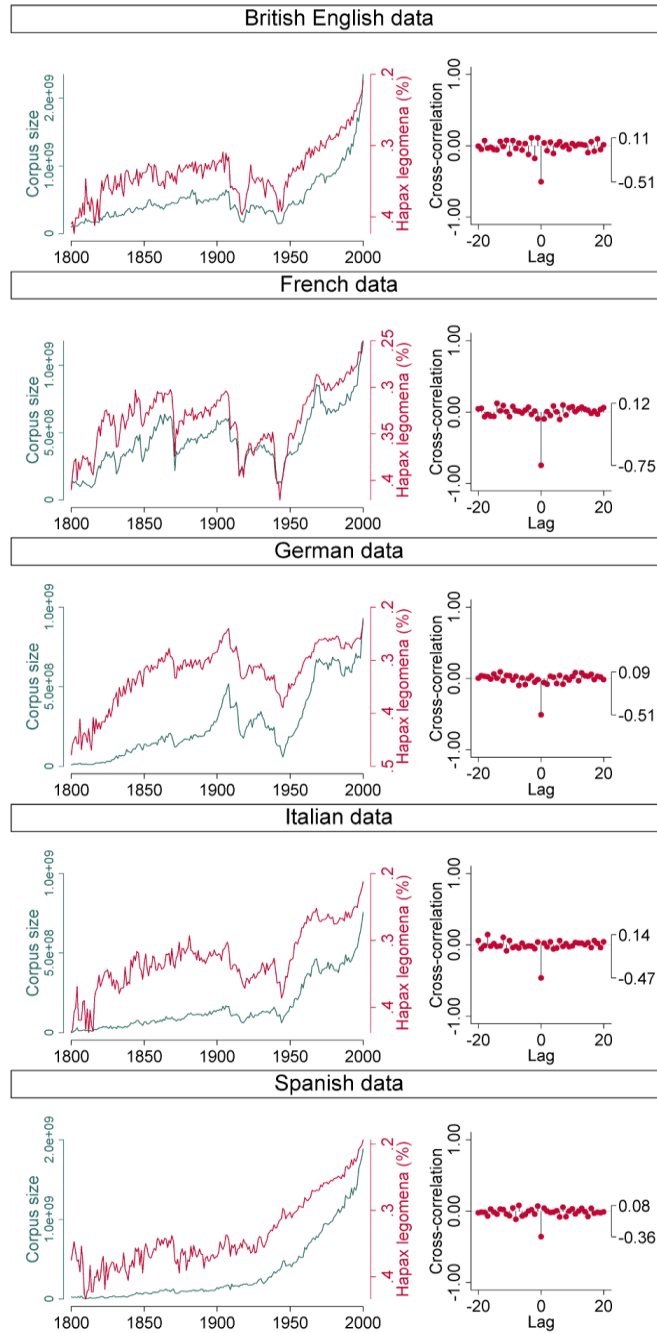 British English data
Corpus size
0
1.0e+09
2.0e+09
Hapax legomena (%)
.2
.3
.4
1800 1850 1900 1950 2000
Cross-correlation
1.00
0.00
-1.00
0.11
-0.51
-20 0 20
Lag
French data
Corpus size
0
5.0e+08
1.0e+09
Hapax legomena (%)
.25
.3
.35
.4
1800 1850 1900 1950 2000
Cross-correlation
1.00
0.00
-1.00
0.12
-0.75
-20 0 20
Lag
German data
Corpus size
0
5.0e+08
1.0e+09
Hapax legomena (%)
.2
.3
.4
.5
1800 1850 1900 1950 2000
Cross-correlation
1.00
0.00
-1.00
0.09
-0.51
-20 0 20
Lag
Italian data
Corpus size
0
5.0e+08
1.0e+09
Hapax legomena (%)
.2
.3
.4
1800 1850 1900 1950 2000
Cross-correlation
1.00
0.00
-1.00
0.14
-0.47
-20 0 20
Lag
Spanish data
Corpus size
0
1.0e+09
2.0e+09
Hapax legomena (%)
.2
.3
.4
1800 1850 1900 1950 2000
Cross-correlation
1.00
0.00
-1.00
0.08
-0.36
-20 0 20
Lag